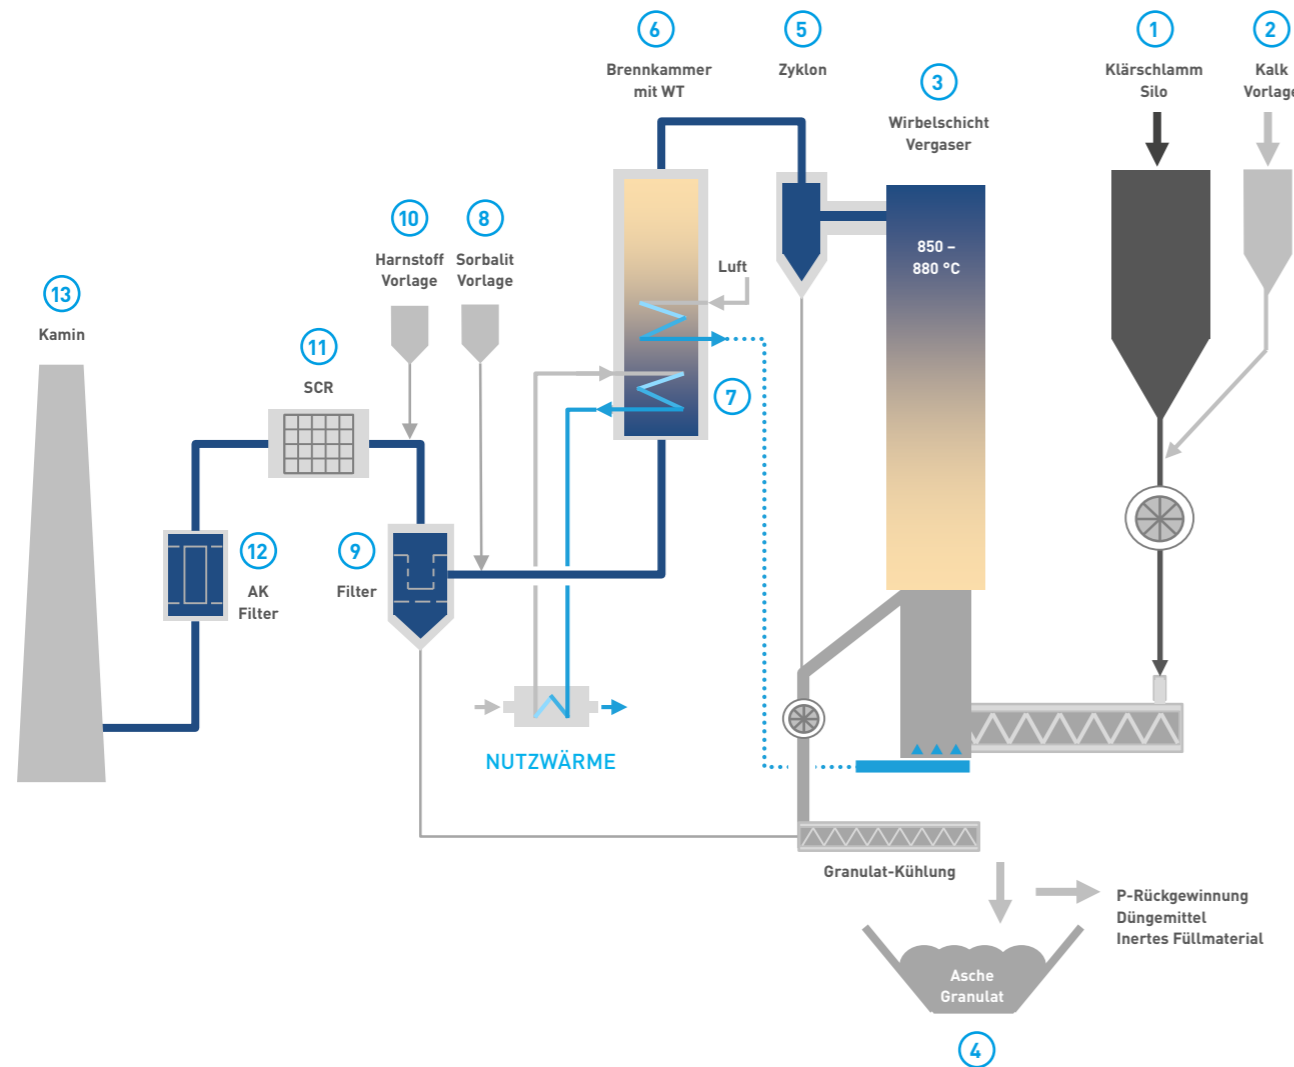 6
Brennkammer
mit WT
5
Zyklon
3
Wirbelschicht
Vergaser
1
Klärschlamm
Silo
2
Kalk
Vorlage
850 –
880 °C
10
Harnstoff
Vorlage
8
Sorbalit
Vorlage
Luft
13
Kamin
11
SCR
7
12
AK
Filter
9
Filter
NUTZWÄRME
Granulat-Kühlung
P-Rückgewinnung
Düngemittel
Inertes Füllmaterial
Asche
Granulat
4